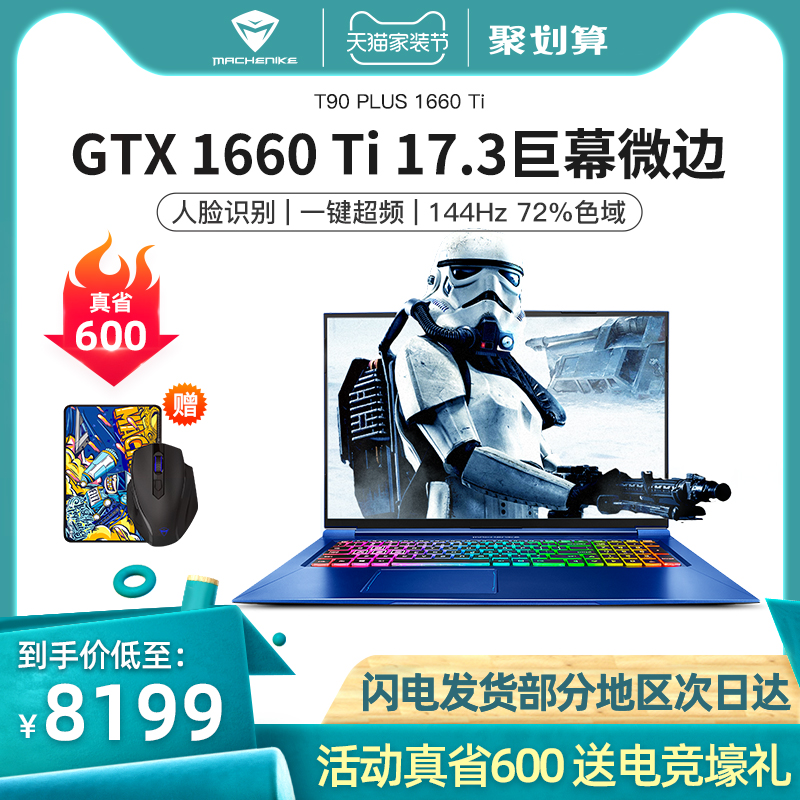 MACHENIKE
天猫家装节
聚划算
T90 PLUS 1660 Ti
GTX 1660 Ti 17.3巨幕微边
人脸识别 | 一键超频 | 144Hz 72%色域
真省
600
赠
MACHENIKE
到手价低至：
¥8199
闪电发货部分地区次日达
活动真省600 送电竞壕礼